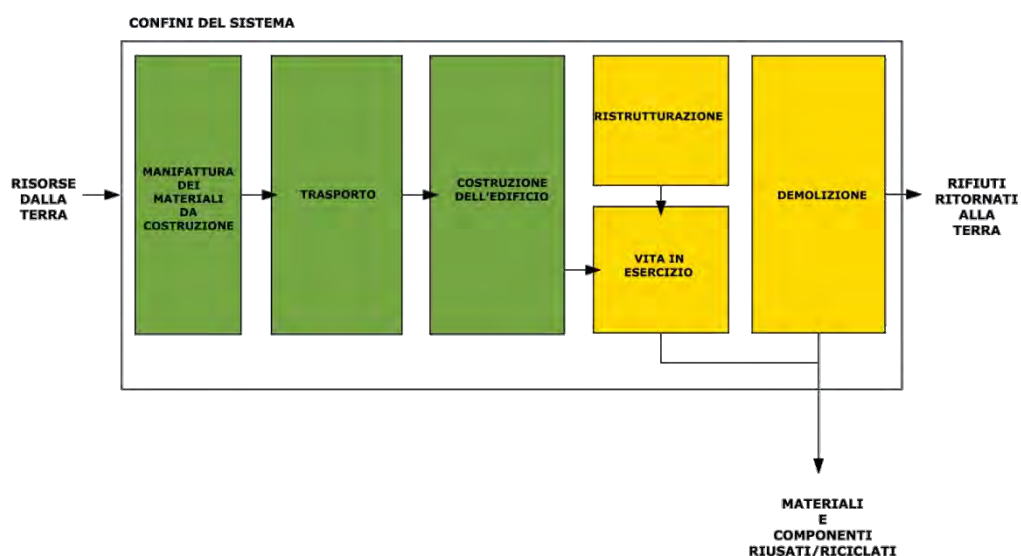 CONFINI DEL SISTEMA
RISORSE
DALLA
TERRA
MANIFATTURA
DEI
MATERIALI
DA
COSTRUZIONE
TRASPORTO
COSTRUZIONE
DELL'EDIFICIO
RISTRUTTURAZIONE
VITA IN
ESERCIZIO
DEMOLIZIONE
RIFIUTI
RITORNATI
ALLA
TERRA
MATERIALI
E
COMPONENTI
RIUSATI/RICICLATI